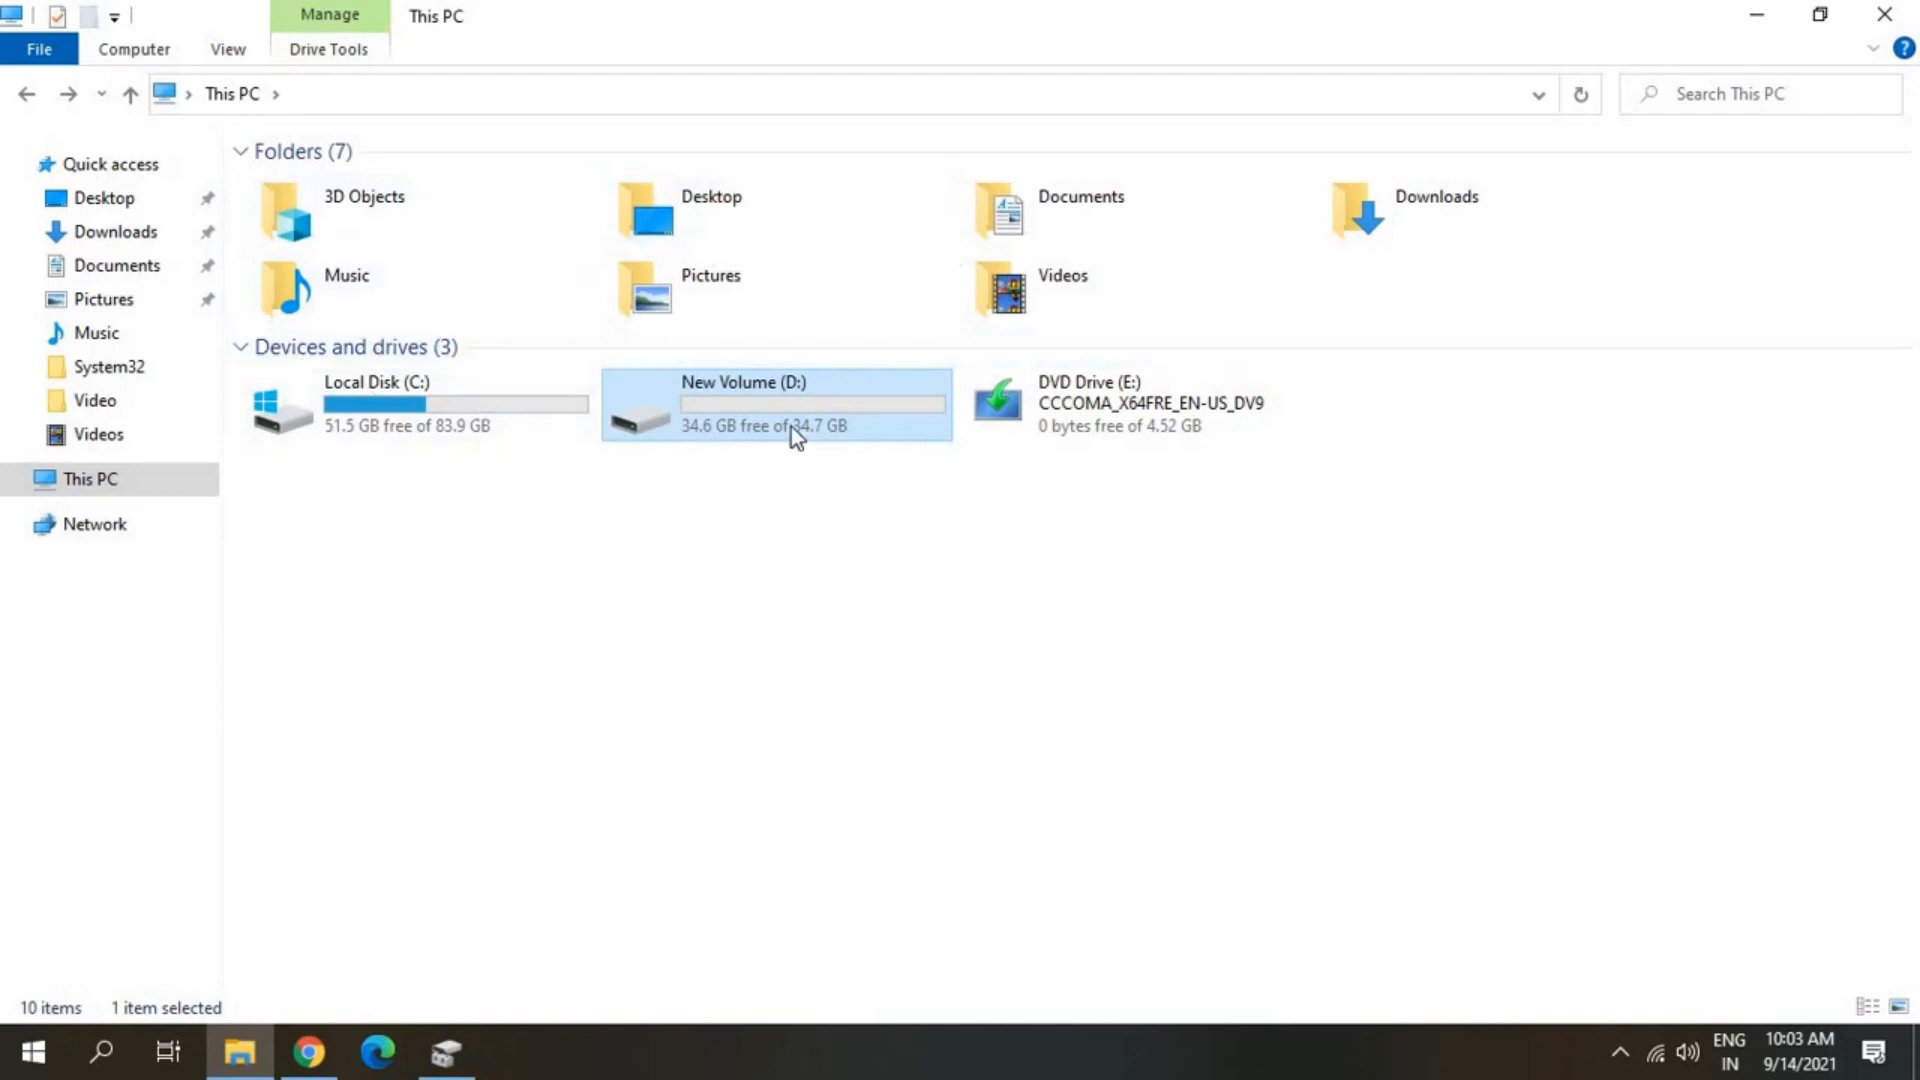 Manage
This PC
File
Computer
View
Drive Tools
?
This PC
Search This PC
Quick access
Desktop
Downloads
Documents
Pictures
Music
System32
Video
Videos
This PC
Network
Folders (7)
3D Objects
Desktop
Documents
Downloads
Music
Pictures
Videos
Devices and drives (3)
Local Disk (C:)
51.5 GB free of 83.9 GB
New Volume (D:)
34.6 GB free of 34.7 GB
DVD Drive (E:)
CCCOMA_X64FRE_EN-US_DV9
0 bytes free of 4.52 GB
10 items
1 item selected
ENG
IN
10:03 AM
9/14/2021